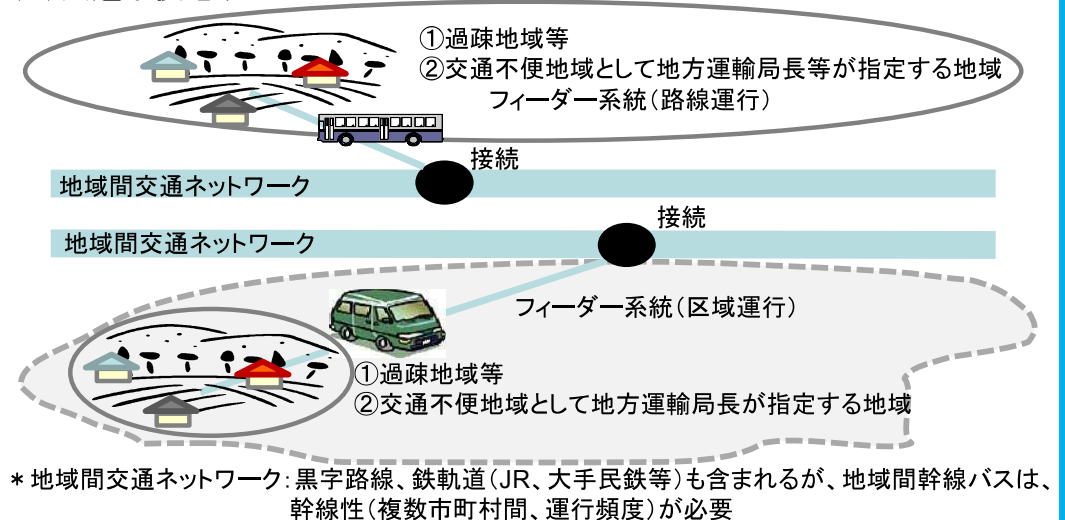 ①過疎地域等
②交通不便地域として地方運輸局長等が指定する地域
フィーダー系統(路線運行)
接続
地域間交通ネットワーク
接続
地域間交通ネットワーク
フィーダー系統(区域運行)
①過疎地域等
②交通不便地域として地方運輸局長が指定する地域
*地域間交通ネットワーク:黒字路線、鉄軌道(JR、大手民鉄等)も含まれるが、地域間幹線バスは、
幹線性(複数市町村間、運行頻度)が必要